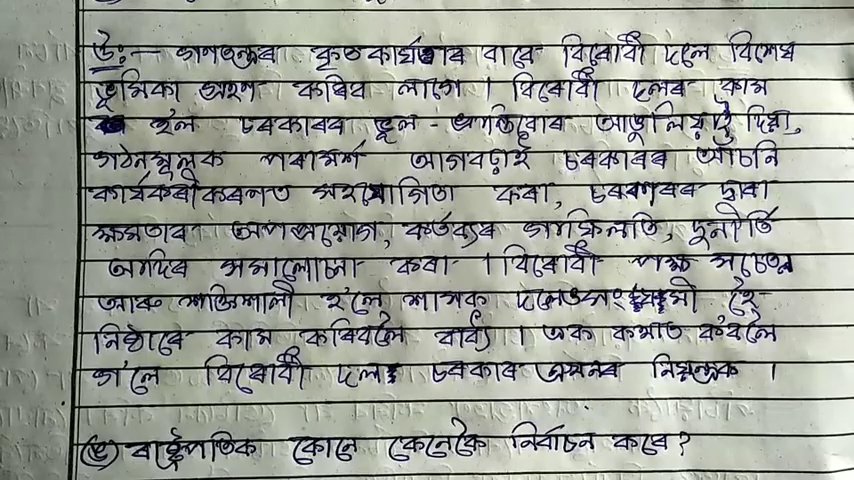 উঃ— গণতন্ত্ৰৰ কৃতকাৰ্যতাৰ বাবে বিৰোধী দলে বিশেষ
ভূমিকা গ্ৰহণ কৰিব লাগে । বিৰোধী দলৰ কাম
হ'ল চৰকাৰৰ ভুল-ভ্ৰান্তিবোৰ আঙুলিয়াই দিয়া,
গঠনমূলক পৰামৰ্শ আগবঢ়াই চৰকাৰৰ আঁচনি
কাৰ্যকৰীকৰণত সহযোগিতা কৰা, চৰকাৰৰ দ্বাৰা
ক্ষমতাৰ অপপ্ৰয়োগ, কৰ্তব্যৰ গাফিলতি, দুৰ্নীতি
আদিৰ সমালোচনা কৰা । বিৰোধী পক্ষ সচেতন
আৰু শক্তিশালী হ'লে শাসক দলেও সংযমী হৈ
নিষ্ঠাৰে কাম কৰিবলৈ বাধ্য । এক কথাত ক'বলৈ
গ'লে বিৰোধী দল চৰকাৰ এখনৰ নিয়ন্ত্ৰক ।
ৰাষ্ট্ৰপতিক কোনে কেনেকৈ নিৰ্বাচন কৰে?